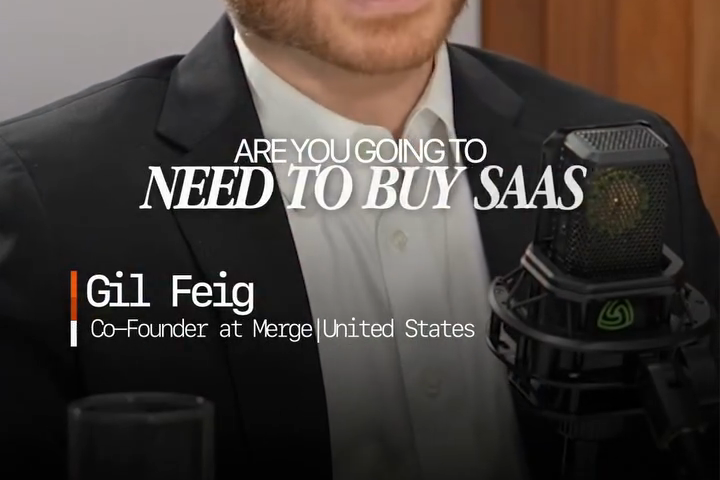 ARE YOU GOING TO
NEED TO BUY SAAS
Gil Feig
Co–Founder at Merge|United States